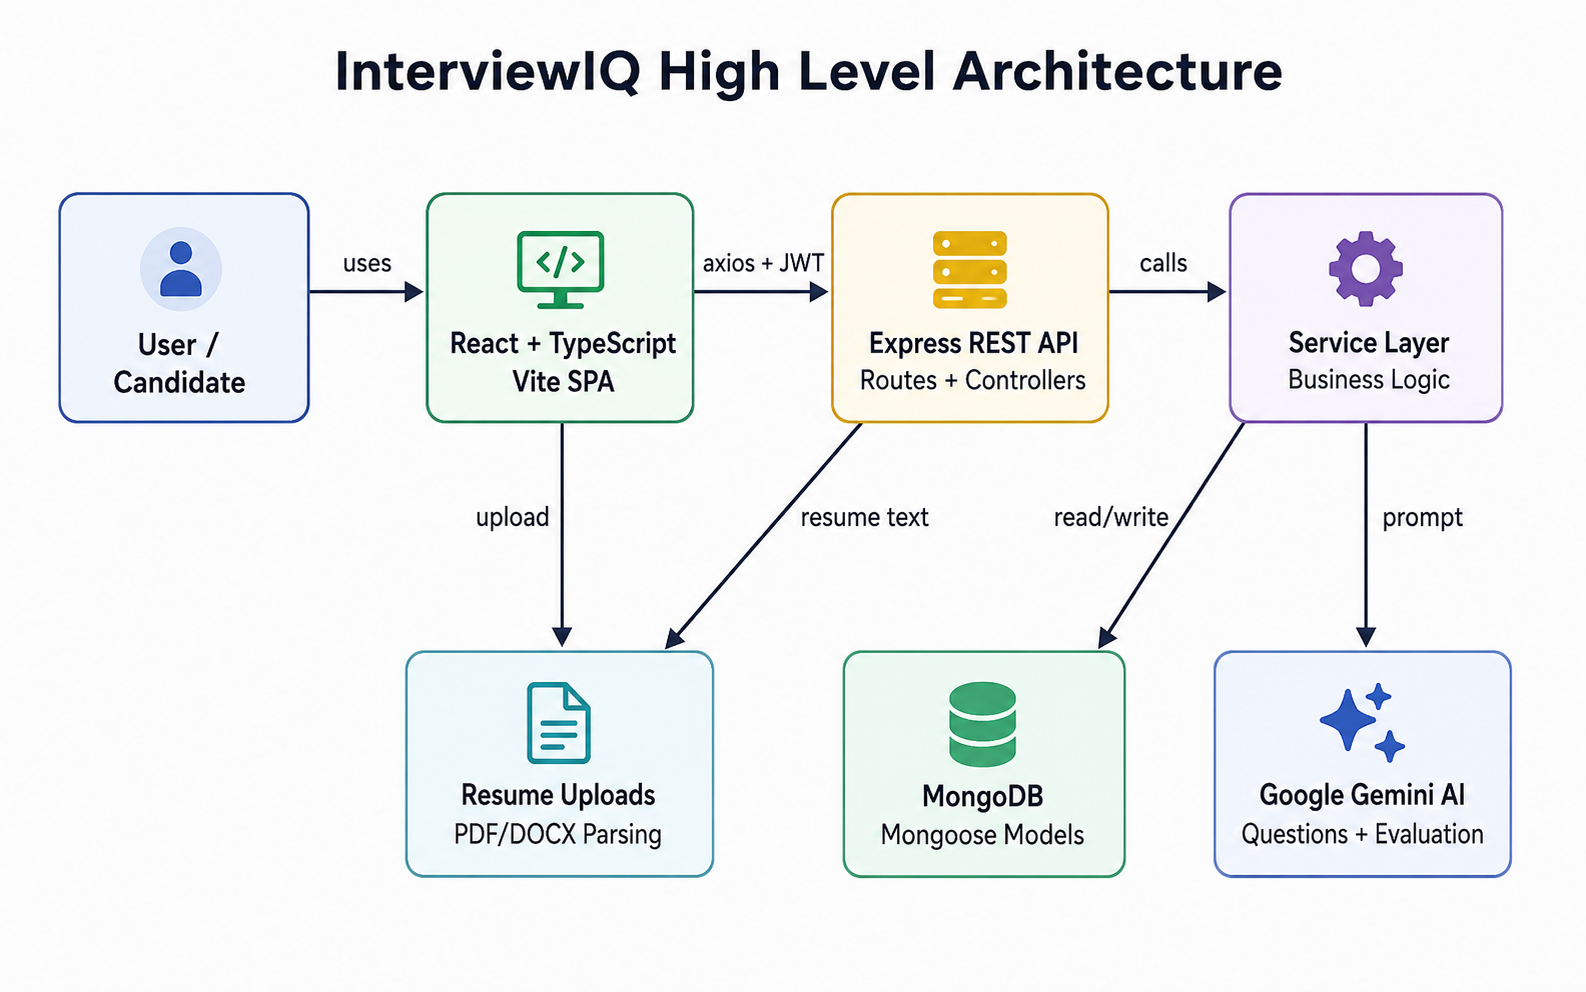 InterviewIQ High Level Architecture
User /
Candidate
uses
React + TypeScript
Vite SPA
axios + JWT
Express REST API
Routes + Controllers
calls
Service Layer
Business Logic
upload
resume text
read/write
prompt
Resume Uploads
PDF/DOCX Parsing
MongoDB
Mongoose Models
Google Gemini AI
Questions + Evaluation